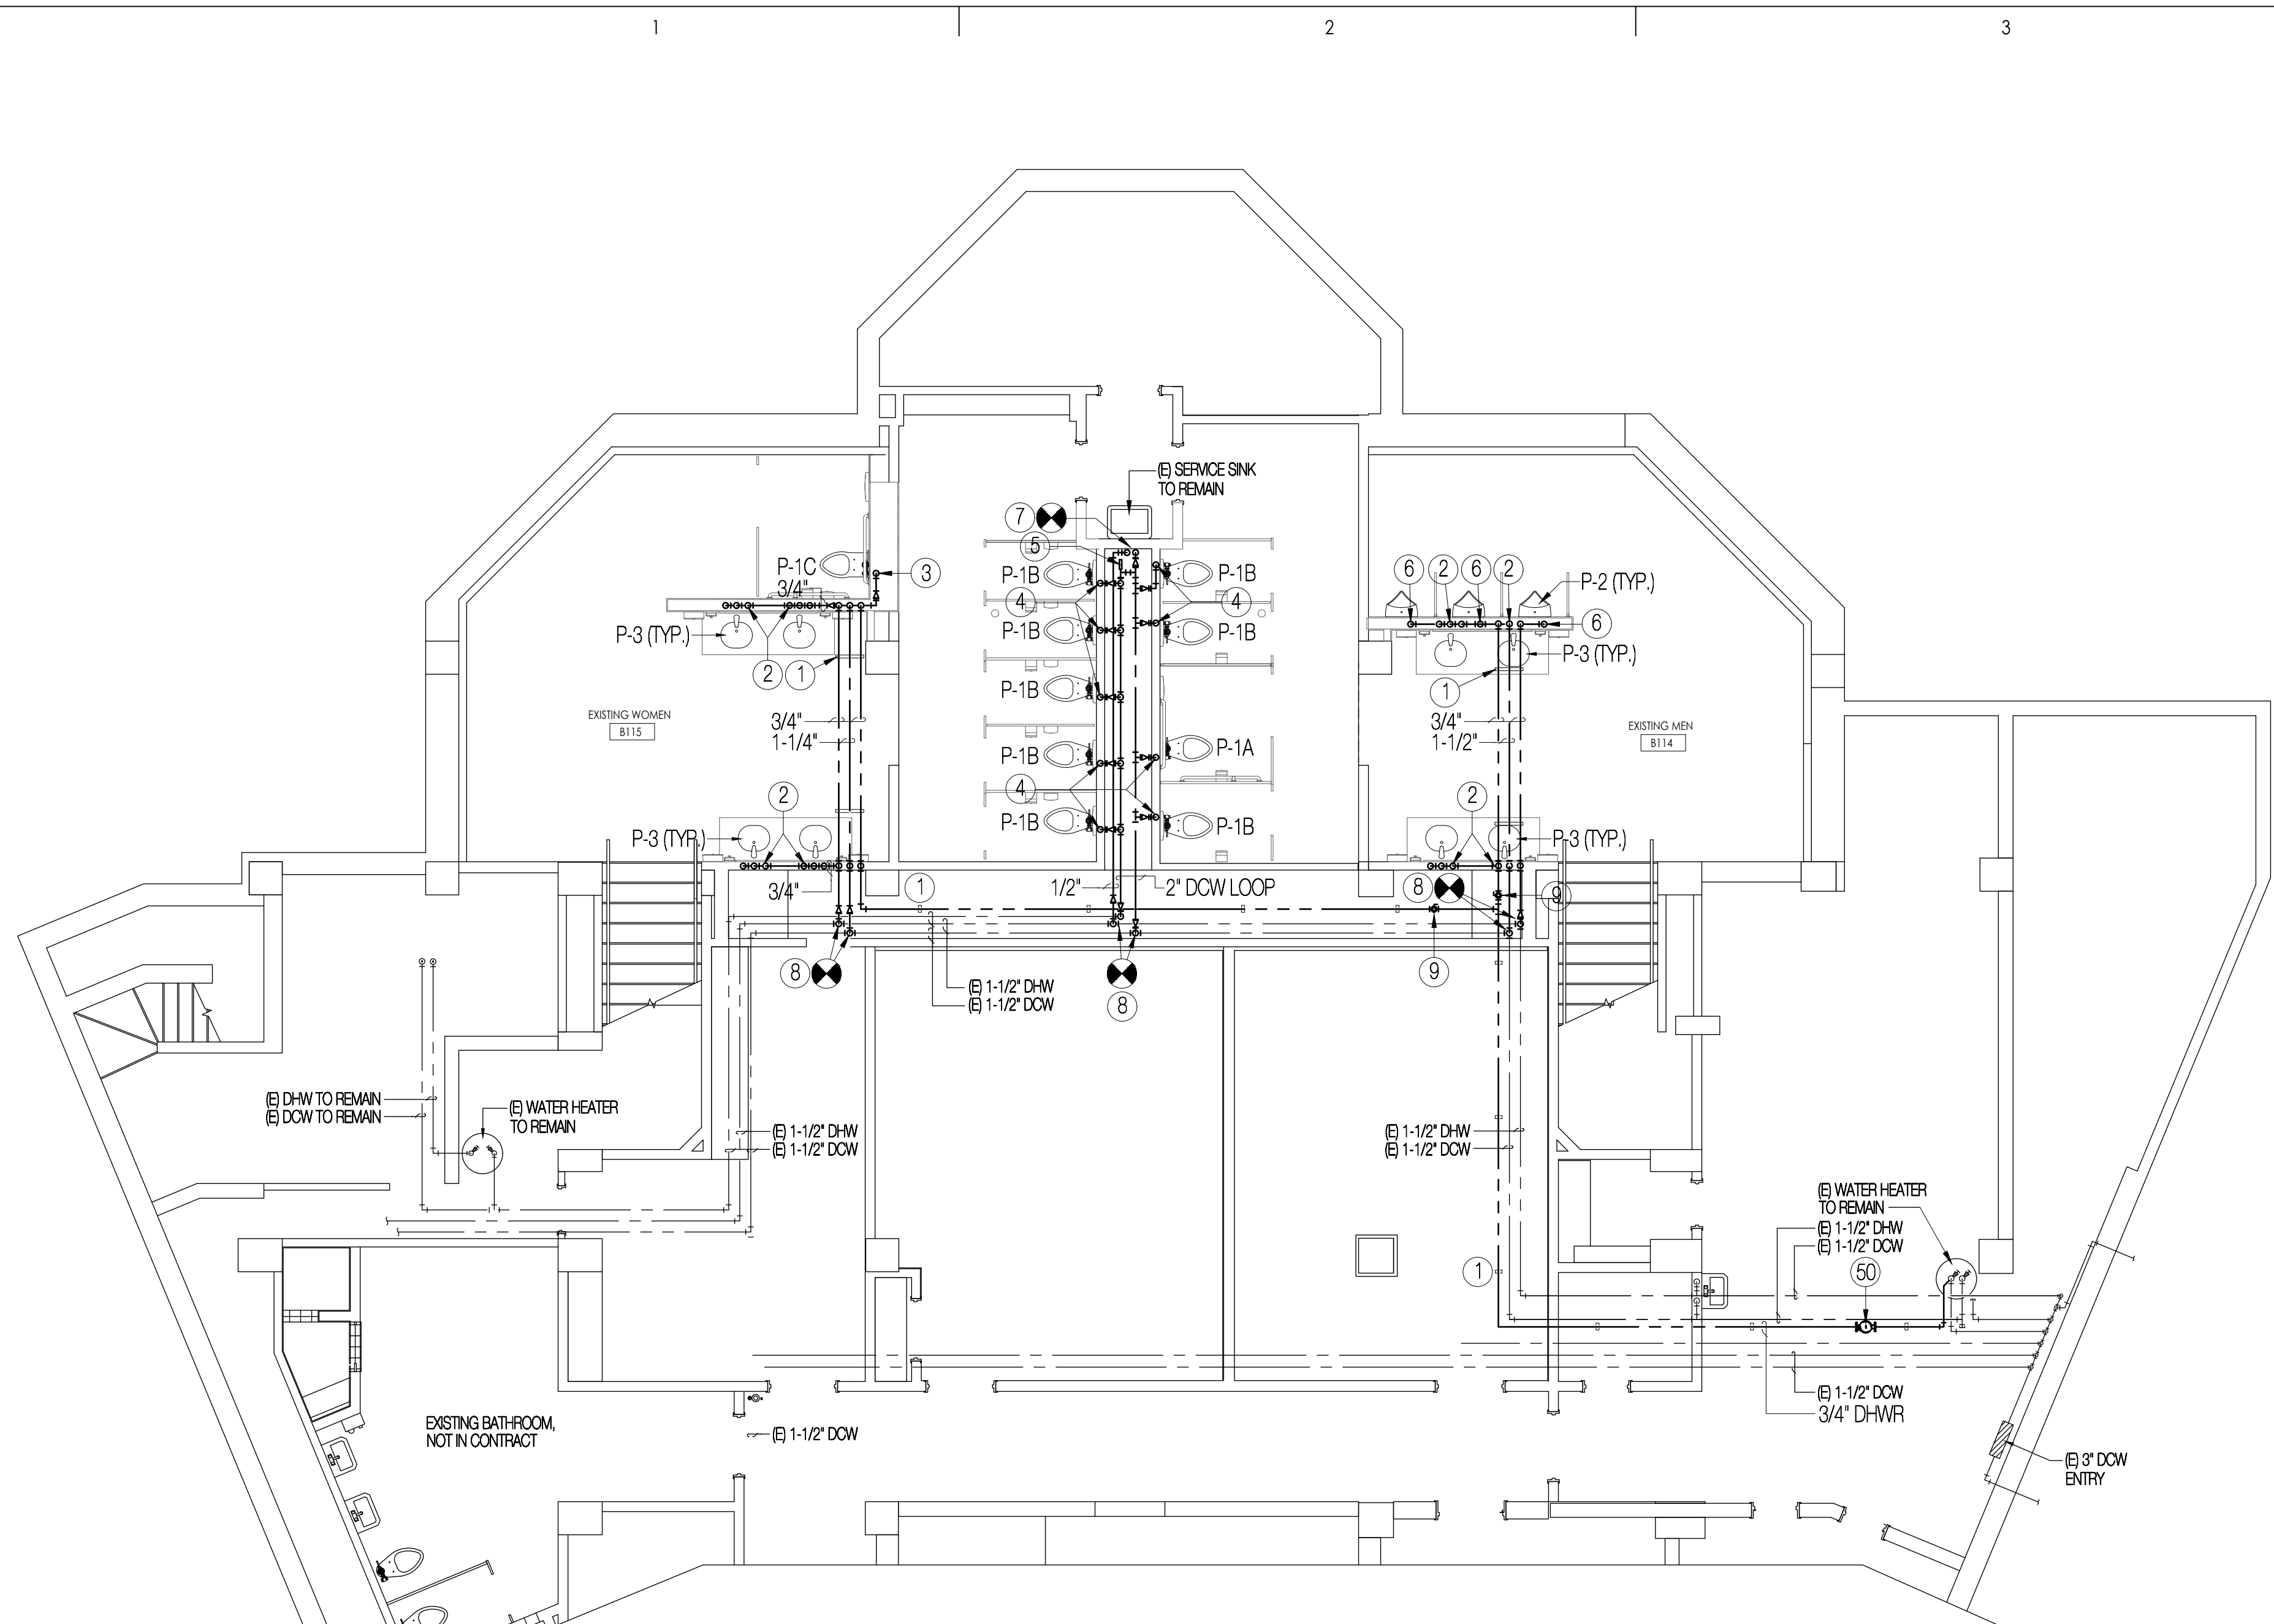 1
2
3
(E) SERVICE SINK
TO REMAIN
7
5
P-1C
3/4"
3
P-1B
P-1B
6
2
6
2
P-2 (TYP.)
4
4
P-3 (TYP.)
P-1B
P-1B
6
2
1
P-3 (TYP.)
P-1B
1
EXISTING WOMEN
B115
3/4"
1-1/4"
3/4"
1-1/2"
EXISTING MEN
B114
P-1B
P-1A
2
4
2
P-1B
P-1B
P-3 (TYP.)
P-3 (TYP.)
3/4"
1
1/2"
2" DCW LOOP
8
9
8
9
(E) 1-1/2" DHW
(E) 1-1/2" DCW
8
(E) DHW TO REMAIN
(E) DCW TO REMAIN
(E) WATER HEATER
TO REMAIN
(E) 1-1/2" DHW
(E) 1-1/2" DCW
(E) 1-1/2" DHW
(E) 1-1/2" DCW
(E) WATER HEATER
TO REMAIN
(E) 1-1/2" DHW
(E) 1-1/2" DCW
1
50
(E) 1-1/2" DCW
3/4" DHWR
EXISTING BATHROOM,
NOT IN CONTRACT
(E) 1-1/2" DCW
(E) 3" DCW
ENTRY